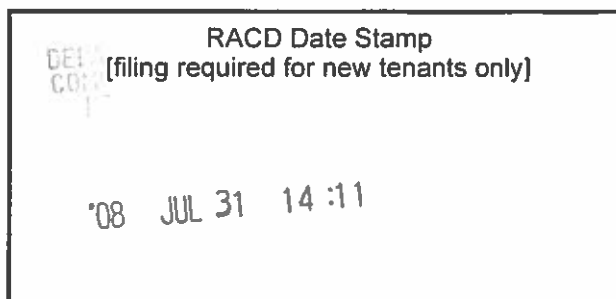 RACD Date Stamp
[filing required for new tenants only]
'08 JUL 31 14:11